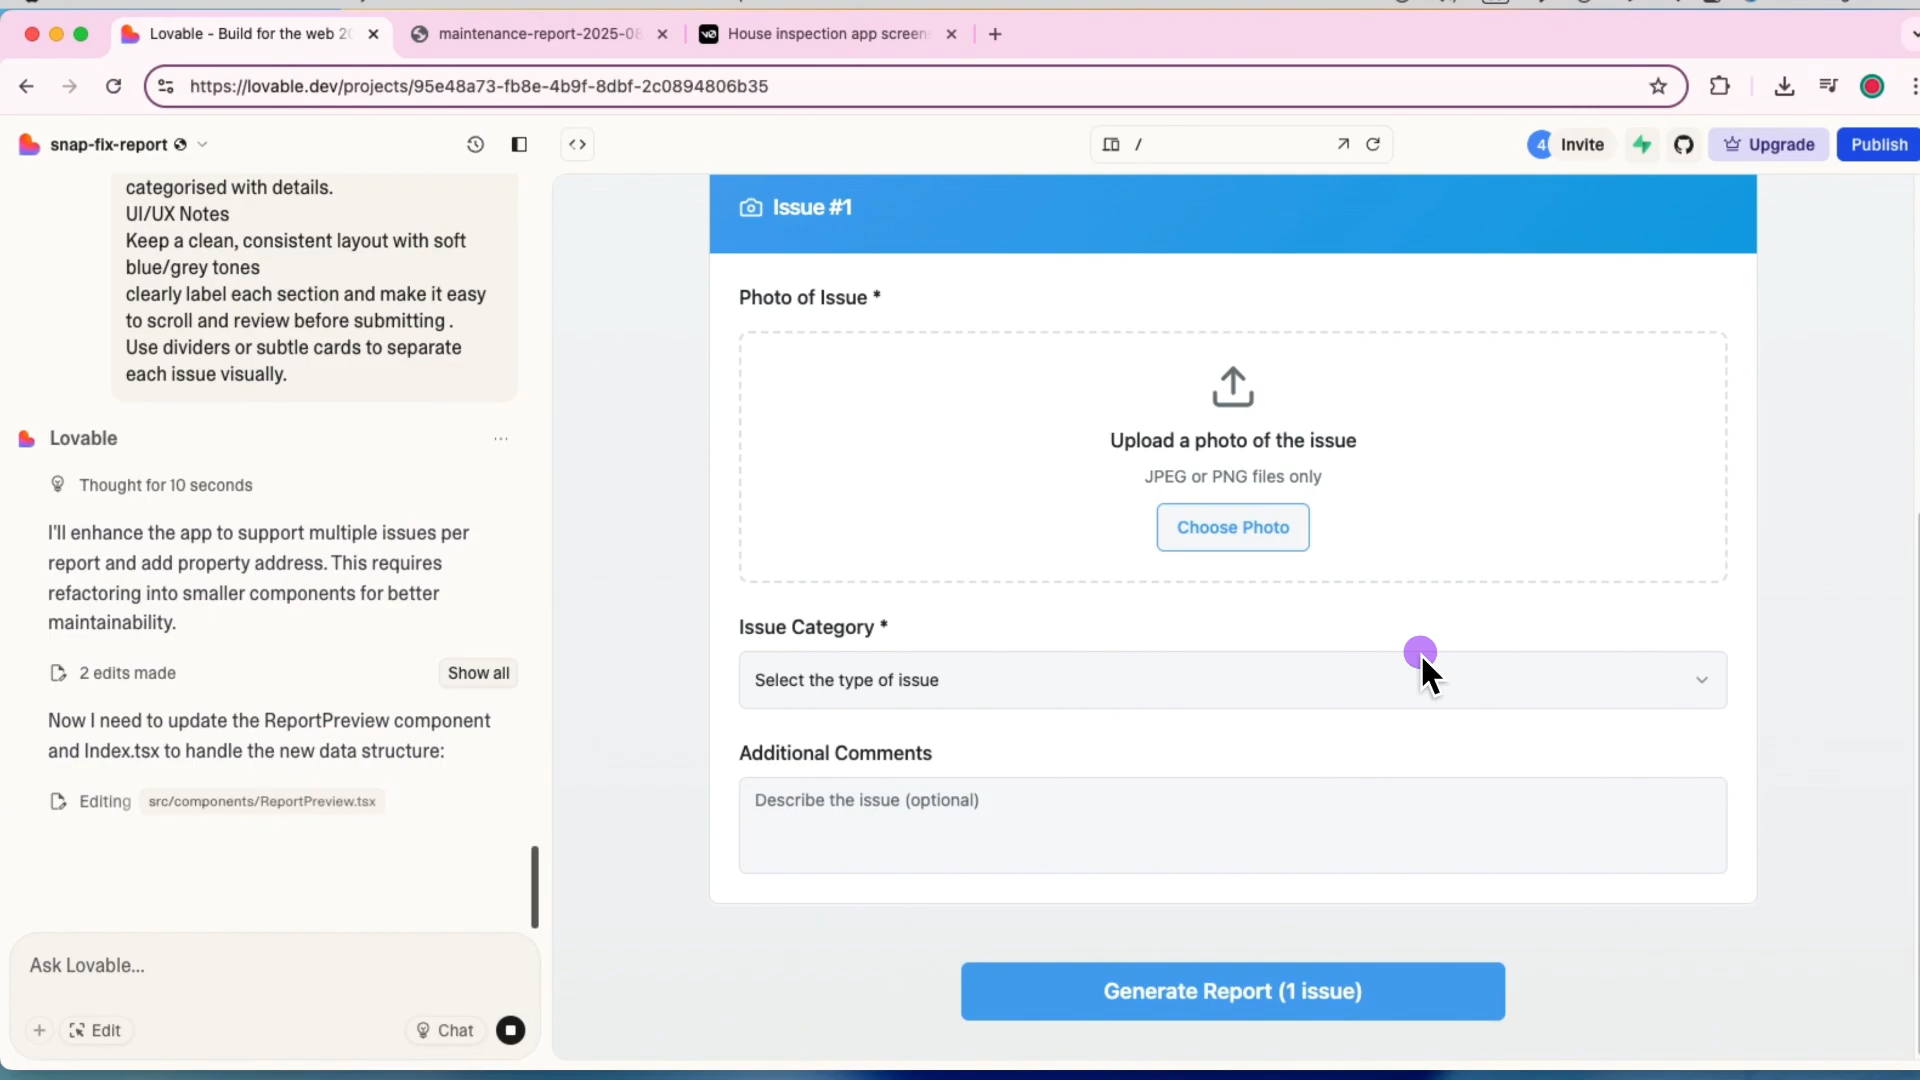 Lovable - Build for the web 20
maintenance-report-2025-08
House inspection app screen
https://lovable.dev/projects/95e48a73-fb8e-4b9f-8dbf-2c0894806b35
snap-fix-report
/
4
Invite
Upgrade
Publish
categorised with details.
UI/UX Notes
Keep a clean, consistent layout with soft
blue/grey tones
clearly label each section and make it easy
to scroll and review before submitting .
Use dividers or subtle cards to separate
each issue visually.
Lovable
Thought for 10 seconds
I'll enhance the app to support multiple issues per
report and add property address. This requires
refactoring into smaller components for better
maintainability.
2 edits made
Show all
Now I need to update the ReportPreview component
and Index.tsx to handle the new data structure:
Editing src/components/ReportPreview.tsx
Ask Lovable...
Edit
Chat
Issue #1
Photo of Issue *
Upload a photo of the issue
JPEG or PNG files only
Choose Photo
Issue Category *
Select the type of issue
Additional Comments
Describe the issue (optional)
Generate Report (1 issue)